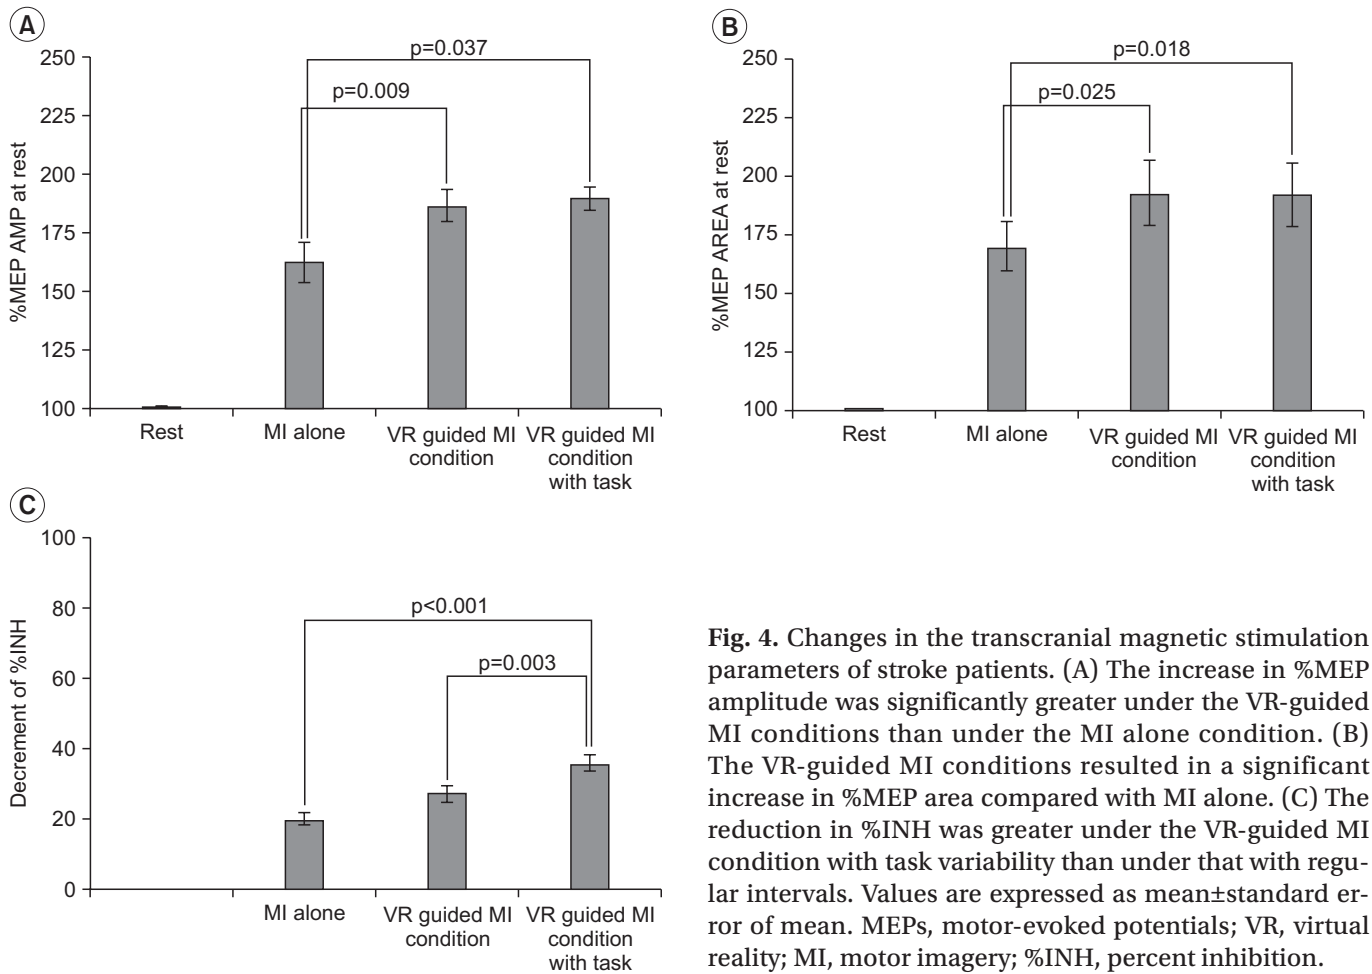 A
%MEP AMP at rest
250
225
200
175
150
125
100
p=0.037
p=0.009
Rest
MI alone
VR guided MI
condition
VR guided MI
condition
with task
B
%MEP AREA at rest
250
225
200
175
150
125
100
p=0.018
p=0.025
Rest
MI alone
VR guided MI
condition
VR guided MI
condition
with task
C
Decrement of %INH
100
80
60
40
20
0
p<0.001
p=0.003
MI alone
VR guided MI
condition
VR guided MI
condition
with task
Fig. 4. Changes in the transcranial magnetic stimulation
parameters of stroke patients. (A) The increase in %MEP
amplitude was significantly greater under the VR-guided
MI conditions than under the MI alone condition. (B)
The VR-guided MI conditions resulted in a significant
increase in %MEP area compared with MI alone. (C) The
reduction in %INH was greater under the VR-guided MI
condition with task variability than under that with regu-
lar intervals. Values are expressed as mean±standard er-
ror of mean. MEPs, motor-evoked potentials; VR, virtual
reality; MI, motor imagery; %INH, percent inhibition.